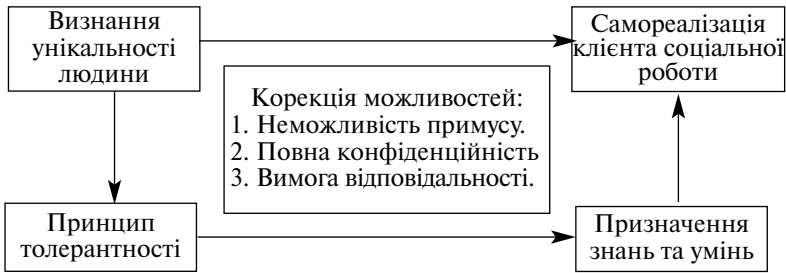 Визнання
унікальності
людини
Самореалізація
клієнта соціальної
роботи
Корекція можливостей:
1. Неможливість примусу.
2. Повна конфіденційність
3. Вимога відповідальності.
Принцип
толерантності
Призначення
знань та умінь